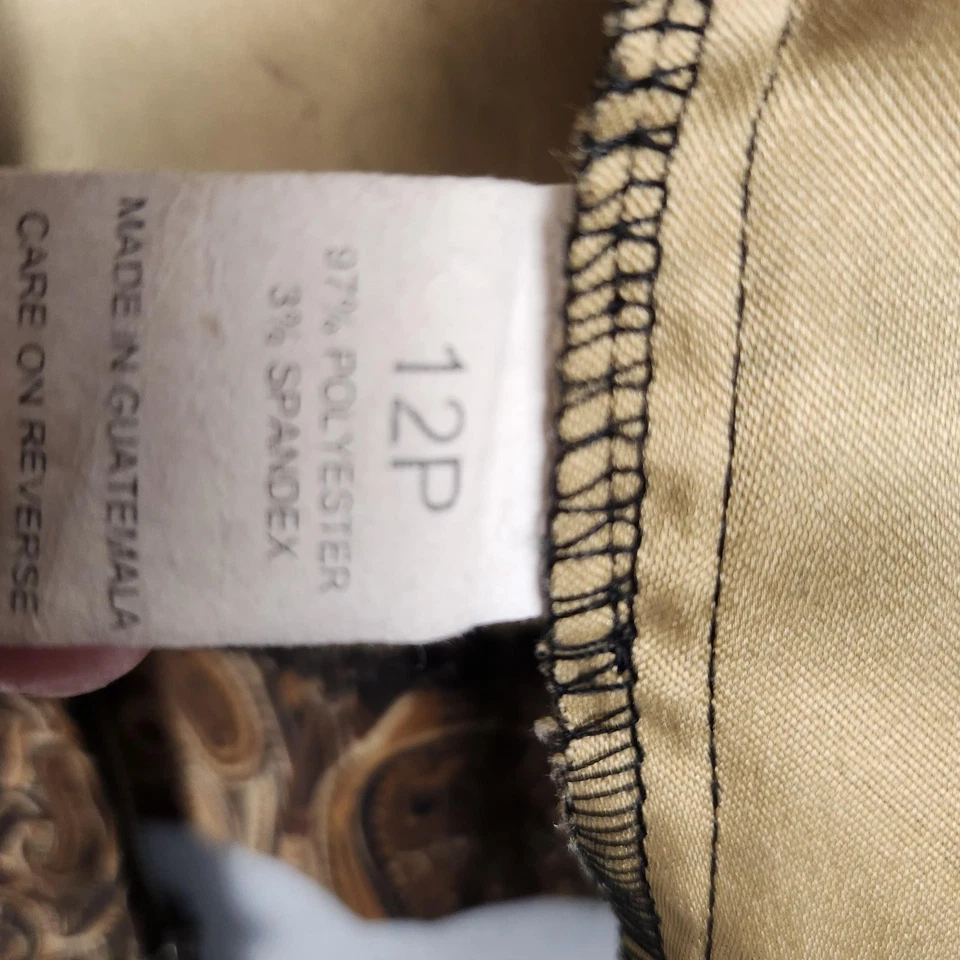 12P
97% POLYESTER
3% SPANDEX
MADE IN GUATEMALA
CARE ON REVERSE